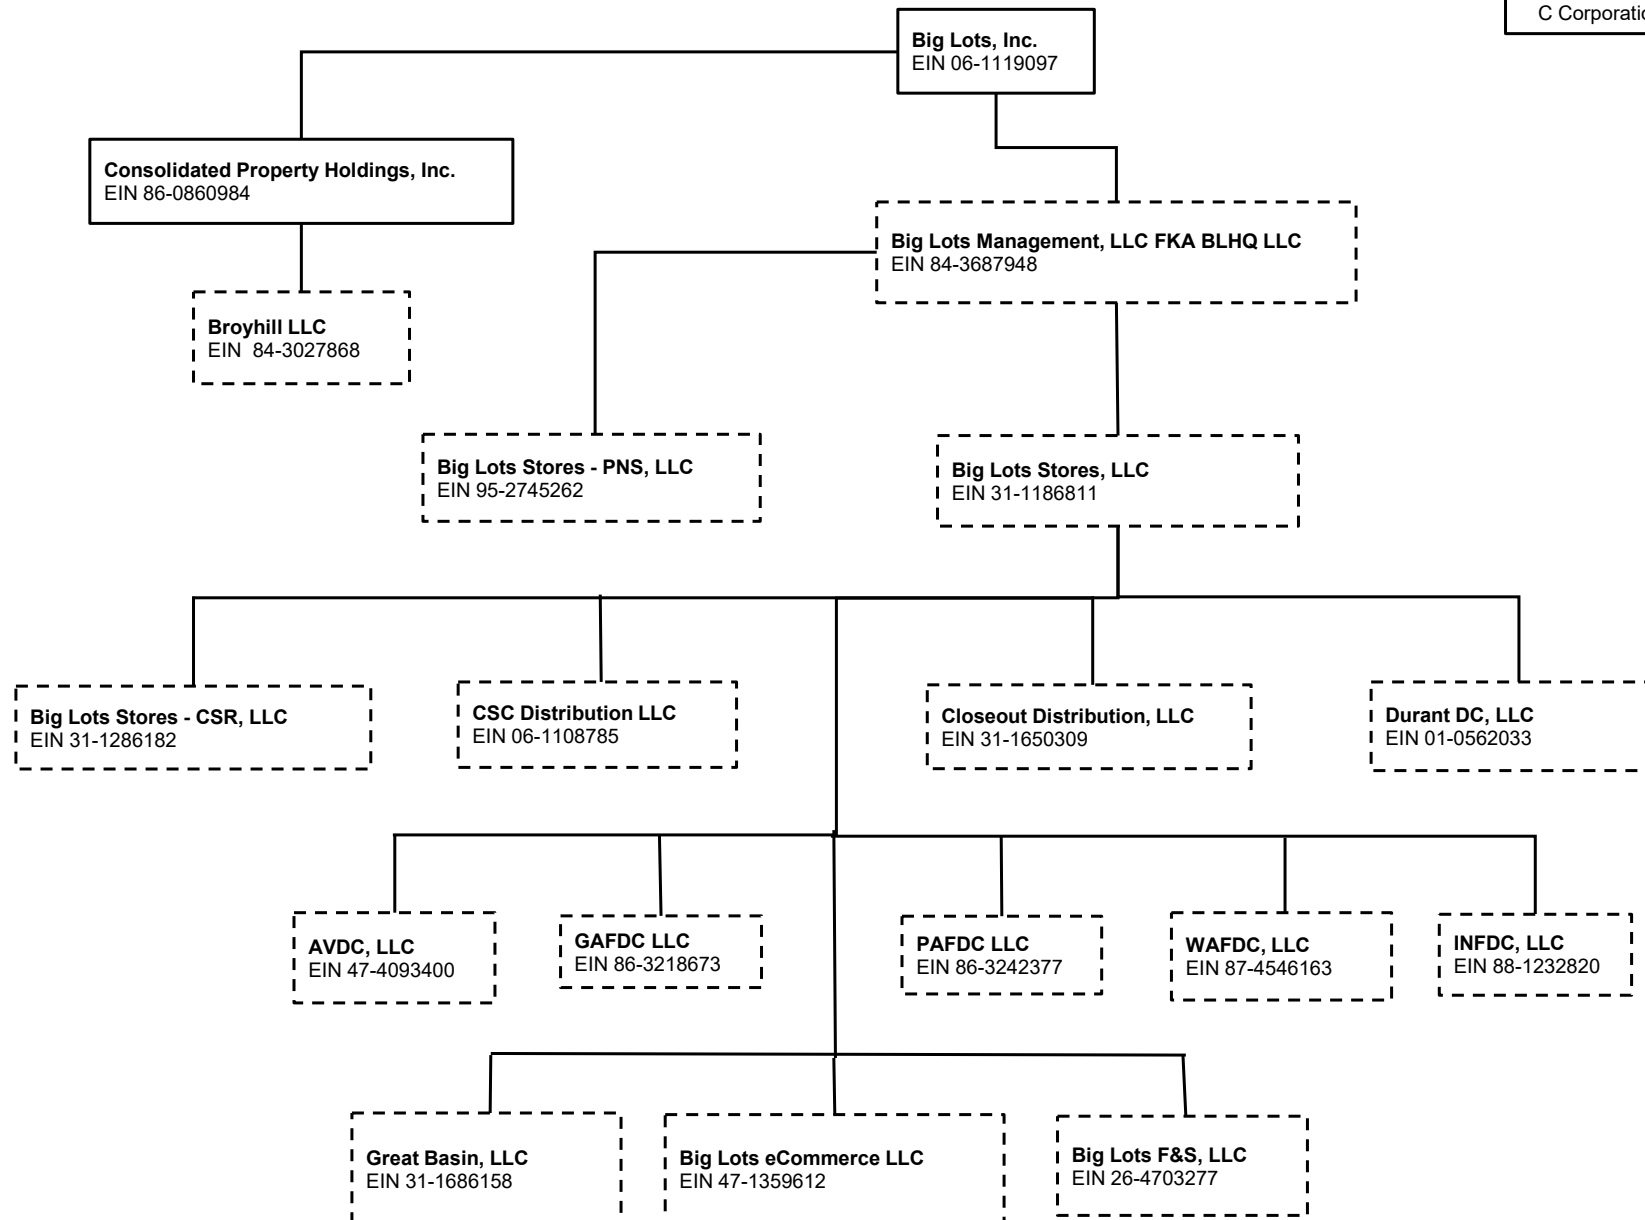 C Corporatio
Big Lots, Inc.
EIN 06-1119097
Consolidated Property Holdings, Inc.
EIN 86-0860984
Big Lots Management, LLC FKA BLHQ LLC
EIN 84-3687948
Broyhill LLC
EIN  84-3027868
Big Lots Stores - PNS, LLC
EIN 95-2745262
Big Lots Stores, LLC
EIN 31-1186811
Big Lots Stores - CSR, LLC
EIN 31-1286182
CSC Distribution LLC
EIN 06-1108785
Closeout Distribution, LLC
EIN 31-1650309
Durant DC, LLC
EIN 01-0562033
AVDC, LLC
EIN 47-4093400
GAFDC LLC
EIN 86-3218673
PAFDC LLC
EIN 86-3242377
WAFDC, LLC
EIN 87-4546163
INFDC, LLC
EIN 88-1232820
Great Basin, LLC
EIN 31-1686158
Big Lots eCommerce LLC
EIN 47-1359612
Big Lots F&S, LLC
EIN 26-4703277